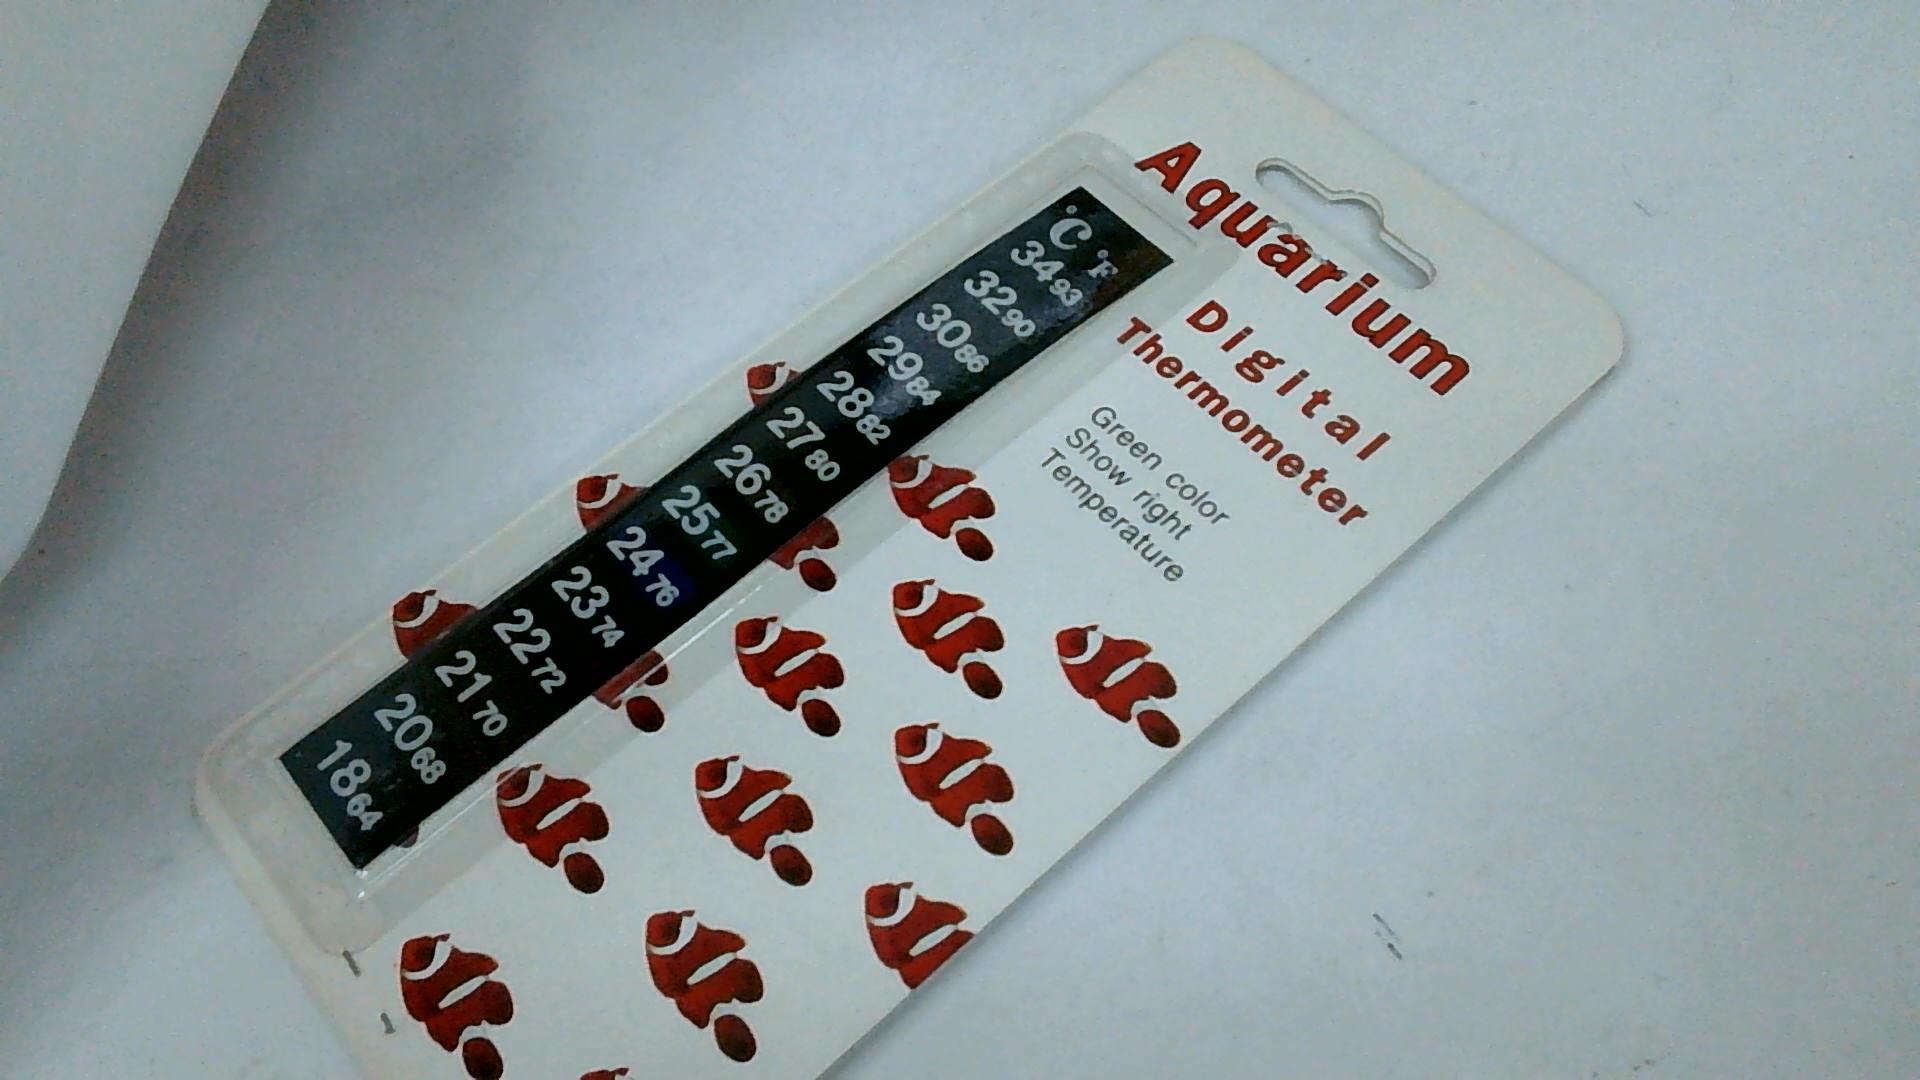 Aquarium
Digital
Thermometer
Green color
Show right
Temperature
°C °F
34 93
32 90
30 86
29 84
28 82
27 80
26 78
25 77
24 76
23 74
22 72
21 70
20 68
18 64